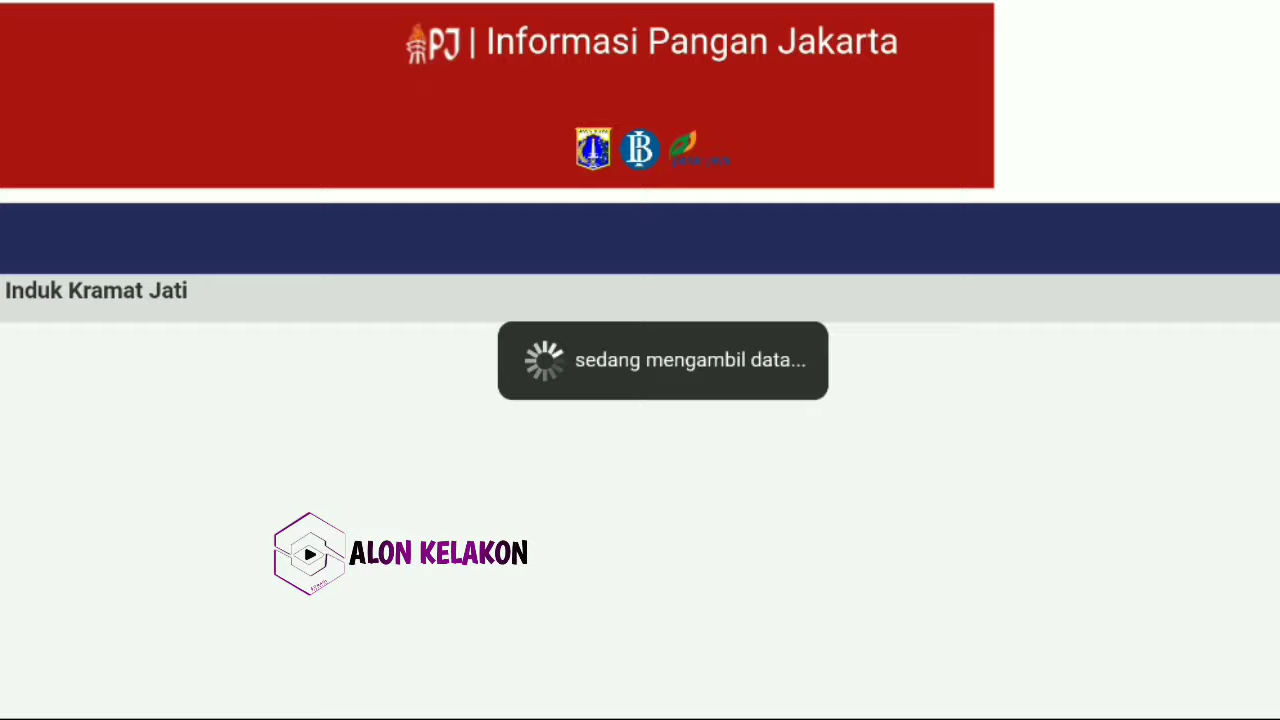 PJ | Informasi Pangan Jakarta
Induk Kramat Jati
sedang mengambil data...
ALON KELAKON